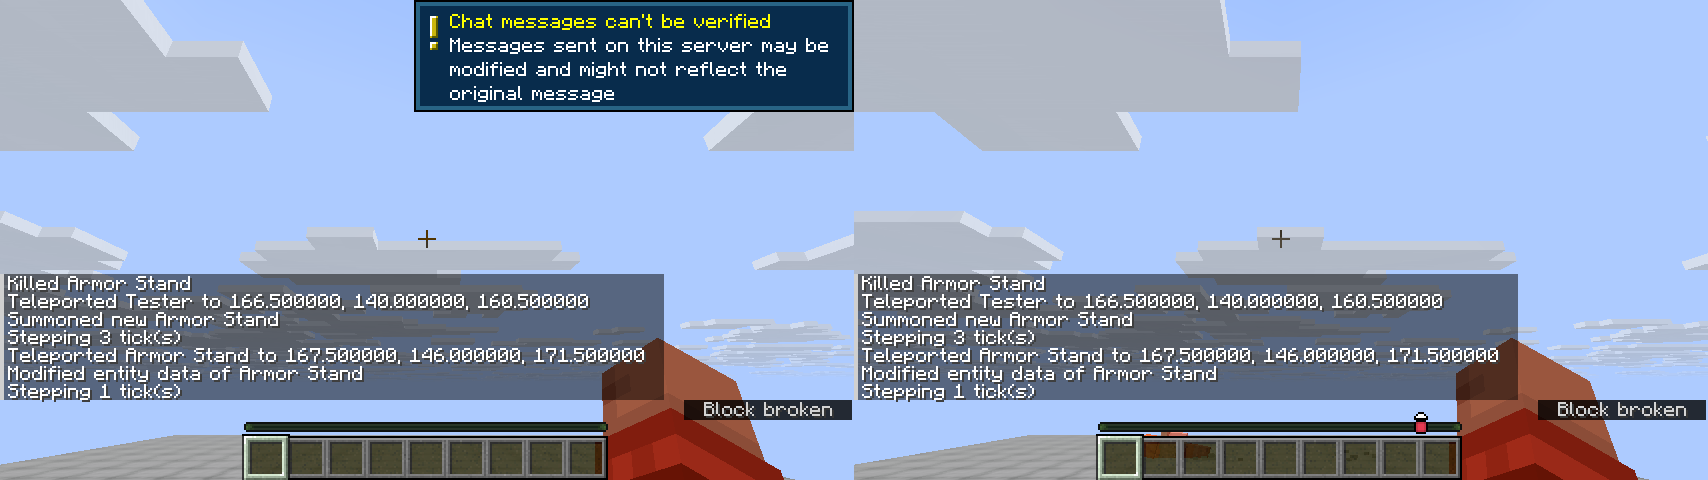 Chat messages can't be verified
Messages sent on this server may be
modified and might not reflect the
original message
Killed Armor Stand
Teleported Tester to 166.500000, 140.000000, 160.500000
Summoned new Armor Stand
Stepping 3 tick(s)
Teleported Armor Stand to 167.500000, 146.000000, 171.500000
Modified entity data of Armor Stand
Stepping 1 tick(s)
Block broken
Killed Armor Stand
Teleported Tester to 166.500000, 140.000000, 160.500000
Summoned new Armor Stand
Stepping 3 tick(s)
Teleported Armor Stand to 167.500000, 146.000000, 171.500000
Modified entity data of Armor Stand
Stepping 1 tick(s)
Block broken